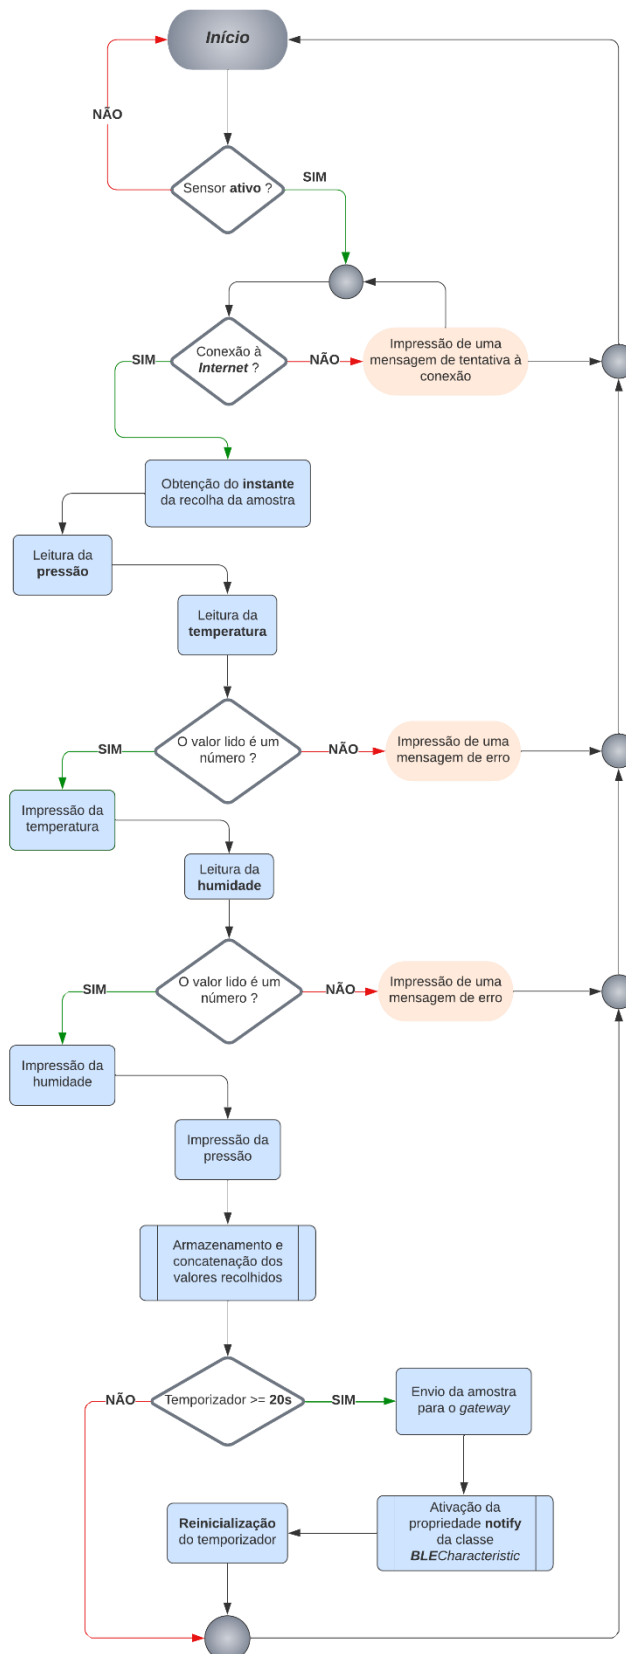 Início
NÃO
SIM
Sensor ativo ?
Conexão à
Internet ?
SIM
NÃO
Impressão de uma
mensagem de tentativa à
conexão
Obtenção do instante
da recolha da amostra
Leitura da
pressão
Leitura da
temperatura
O valor lido é um
número ?
SIM
NÃO
Impressão de uma
mensagem de erro
Impressão da
temperatura
Leitura da
humidade
O valor lido é um
número ?
SIM
NÃO
Impressão de uma
mensagem de erro
Impressão da
humidade
Impressão da
pressão
Armazenamento e
concatenação dos
valores recolhidos
Temporizador >= 20s
NÃO
SIM
Envio da amostra
para o gateway
Ativação da
propriedade notify
da classe
BLECharacteristic
Reinicialização
do temporizador